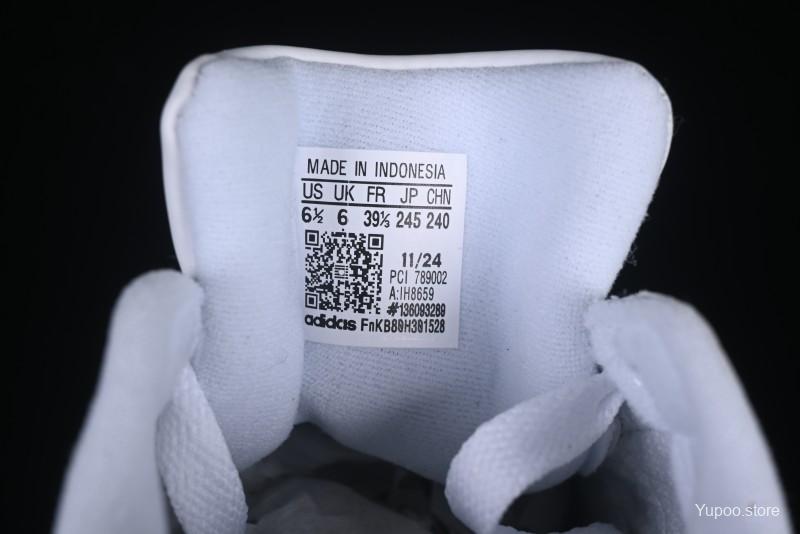 MADE IN INDONESIA
US UK FR JP CHN
6½ 6 39⅓ 245 240
11/24
PCI 789002
A:IH8659
#136093289
adidas FnKB80H301528
Yupoo.store